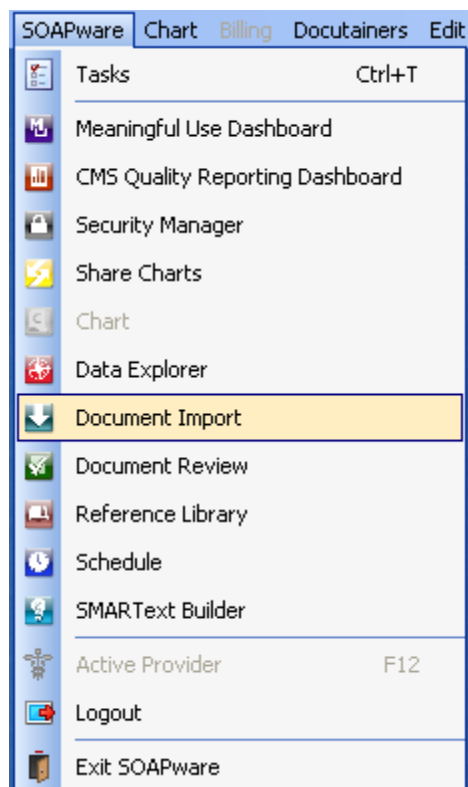 SOAPware Chart Billing Docutainers Edit
Tasks Ctrl+T
Meaningful Use Dashboard
CMS Quality Reporting Dashboard
Security Manager
Share Charts
Chart
Data Explorer
Document Import
Document Review
Reference Library
Schedule
SMARText Builder
Active Provider F12
Logout
Exit SOAPware